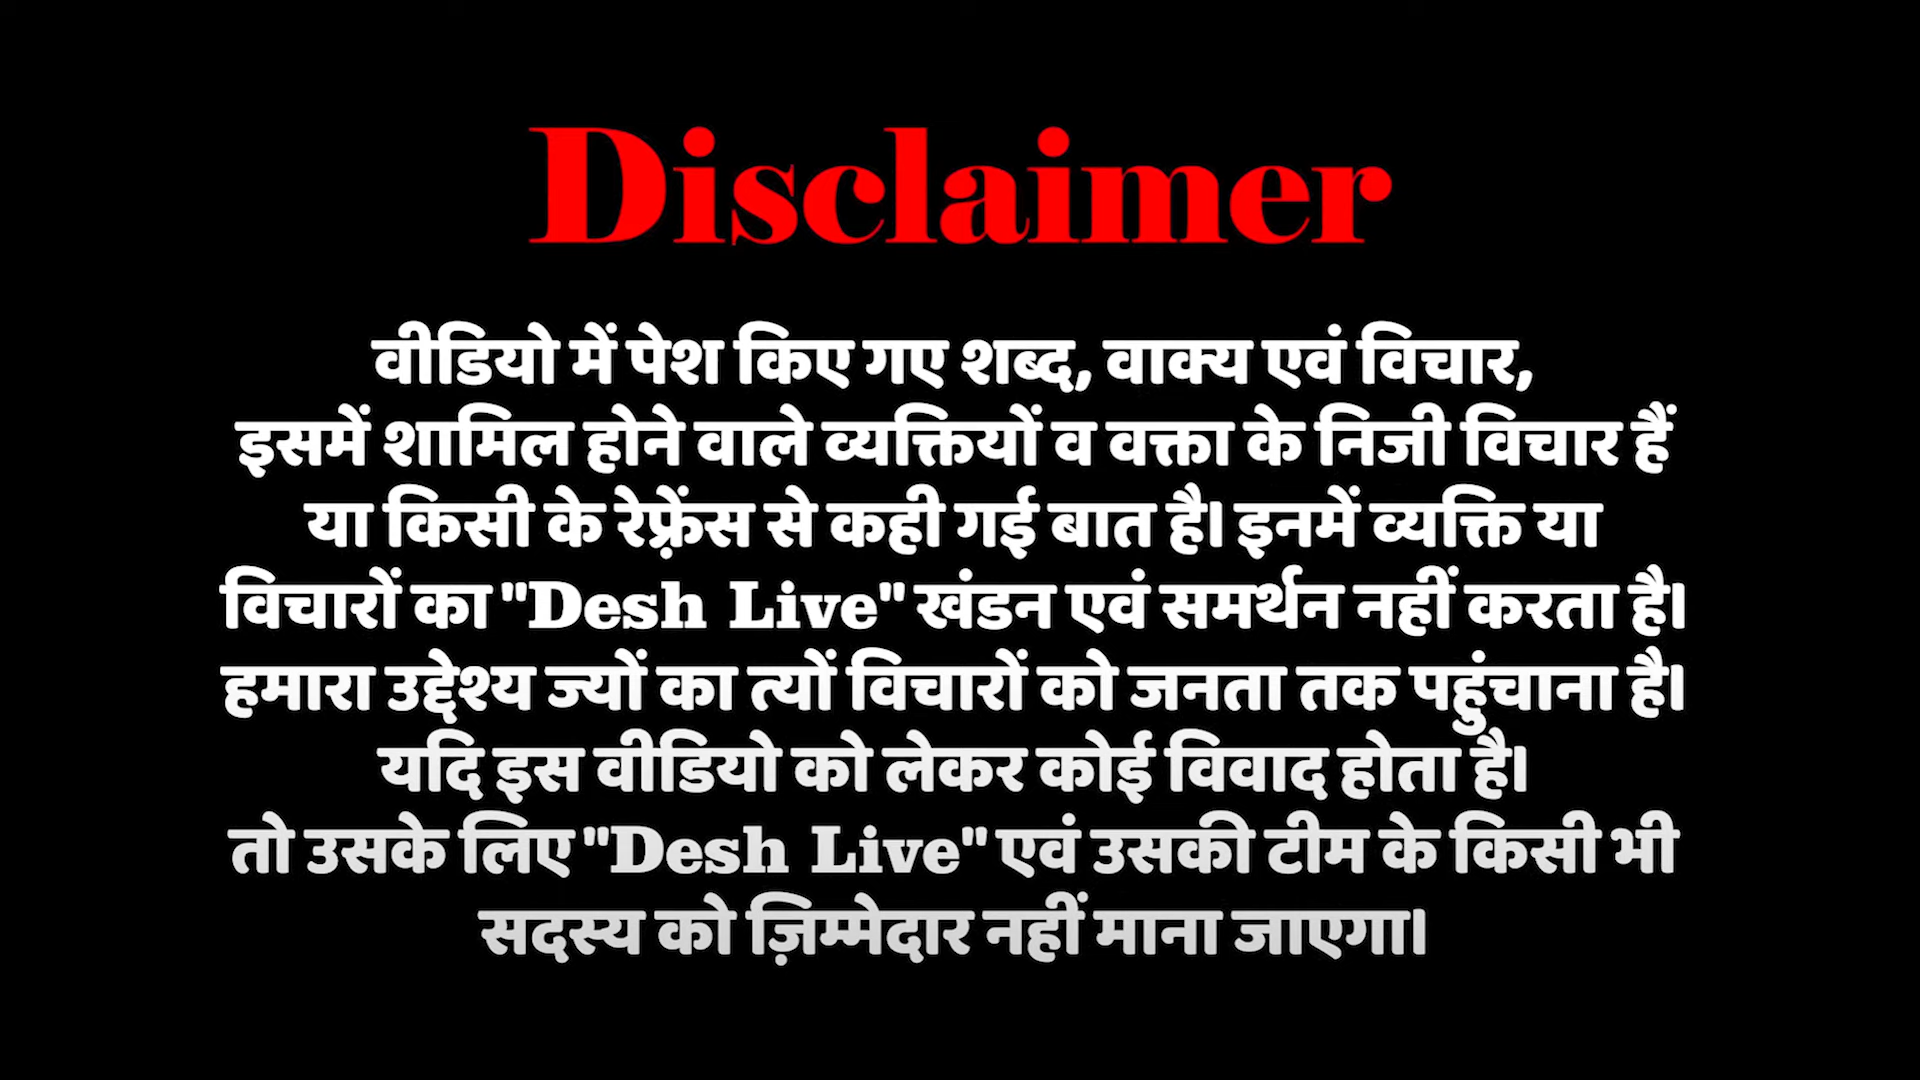 Disclaimer
वीडियो में पेश किए गए शब्द, वाक्य एवं विचार,
इसमें शामिल होने वाले व्यक्तियों व वक्ता के निजी विचार हैं
या किसी के रेफ़्रेंस से कही गई बात है। इनमें व्यक्ति या
विचारों का "Desh Live" खंडन एवं समर्थन नहीं करता है।
हमारा उद्देश्य ज्यों का त्यों विचारों को जनता तक पहुंचाना है।
यदि इस वीडियो को लेकर कोई विवाद होता है।
तो उसके लिए "Desh Live" एवं उसकी टीम के किसी भी
सदस्य को ज़िम्मेदार नहीं माना जाएगा।